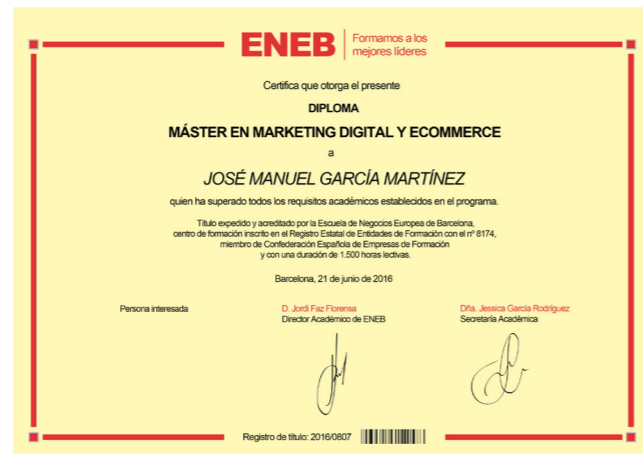 ENEB
Formamos a los
mejores líderes
Certifica que otorga el presente
DIPLOMA
MÁSTER EN MARKETING DIGITAL Y ECOMMERCE
a
JOSÉ MANUEL GARCÍA MARTÍNEZ
quien ha superado todos los requisitos académicos establecidos en el programa.
Título expedido y acreditado por la Escuela de Negocios Europea de Barcelona,
centro de formación inscrito en el Registro Estatal de Entidades de Formación con el nº 8174,
miembro de Confederación Española de Empresas de Formación
y con una duración de 1.500 horas lectivas.
Barcelona, 21 de junio de 2016
Persona interesada
D. Jordi Faz Florensa
Director Académico de ENEB
Dña. Jessica García Rodríguez
Secretaría Académica
Registro de título: 2016/0807